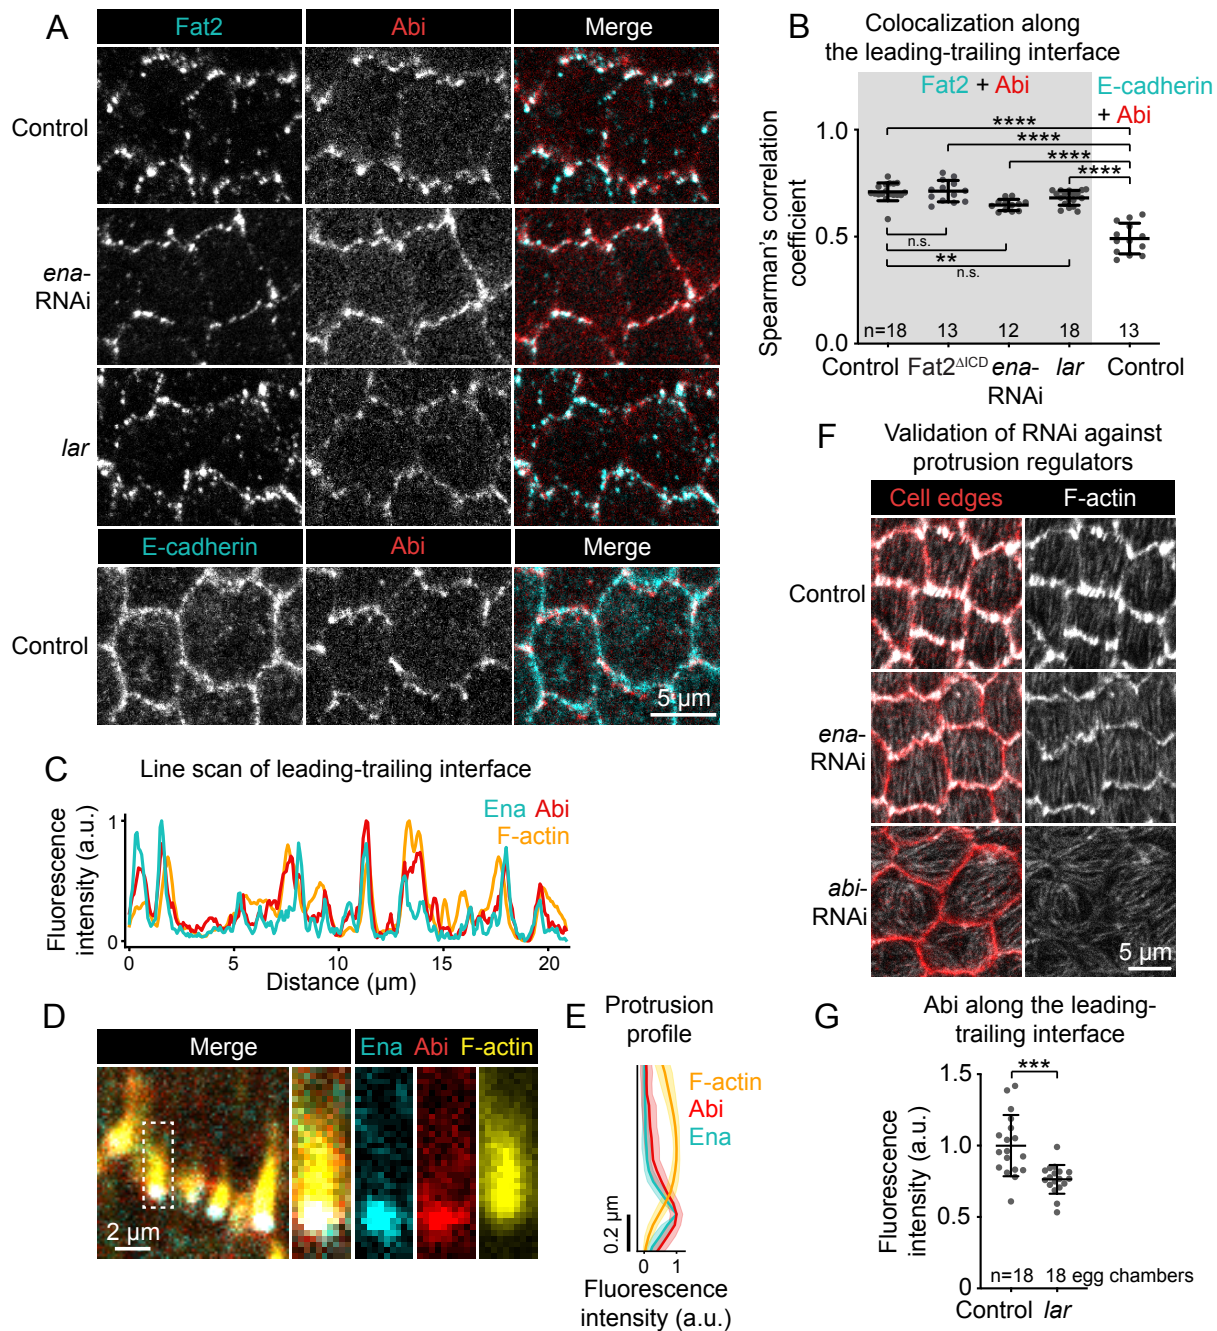 A
Fat2 Abi Merge
Control
ena-
RNAi
lar
E-cadherin Abi Merge
Control
5 µm
B Colocalization along
the leading-trailing interface
Fat2 + Abi
E-cadherin
+ Abi
****
****
****
****
n.s.
**
n.s.
Spearman's correlation
coefficient
1.0
0.5
0.0
n=18 13 12 18 13
Control Fat2ΔICD ena-
RNAi lar Control
C Line scan of leading-trailing interface
Ena Abi
F-actin
Fluorescence
intensity (a.u.)
1
0
0 5 10 15 20
Distance (µm)
D
Merge Ena Abi F-actin
2 µm
E Protrusion
profile
F-actin
Abi
Ena
0.2 µm
0 1
Fluorescence
intensity (a.u.)
F Validation of RNAi against
protrusion regulators
Cell edges F-actin
Control
ena-
RNAi
abi-
RNAi
5 µm
G Abi along the leading-
trailing interface
***
Fluorescence
intensity (a.u.)
1.5
1.0
0.5
0
n=18 18 egg chambers
Control lar